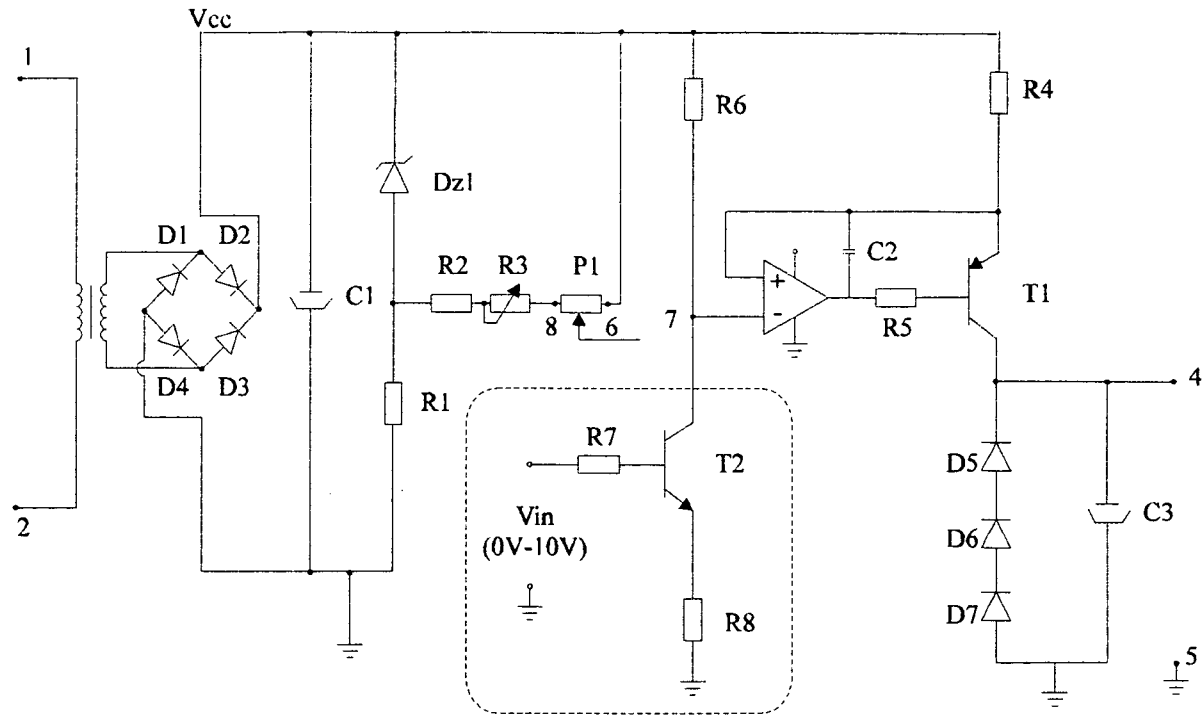 Vcc
1
R6
R4
Dz1
D1
D2
C2
R2
R3
P1
T1
C1
+
8
6
7
-
R5
D4
D3
4
R1
R7
T2
D5
2
Vin
(0V-10V)
C3
D6
R8
D7
5